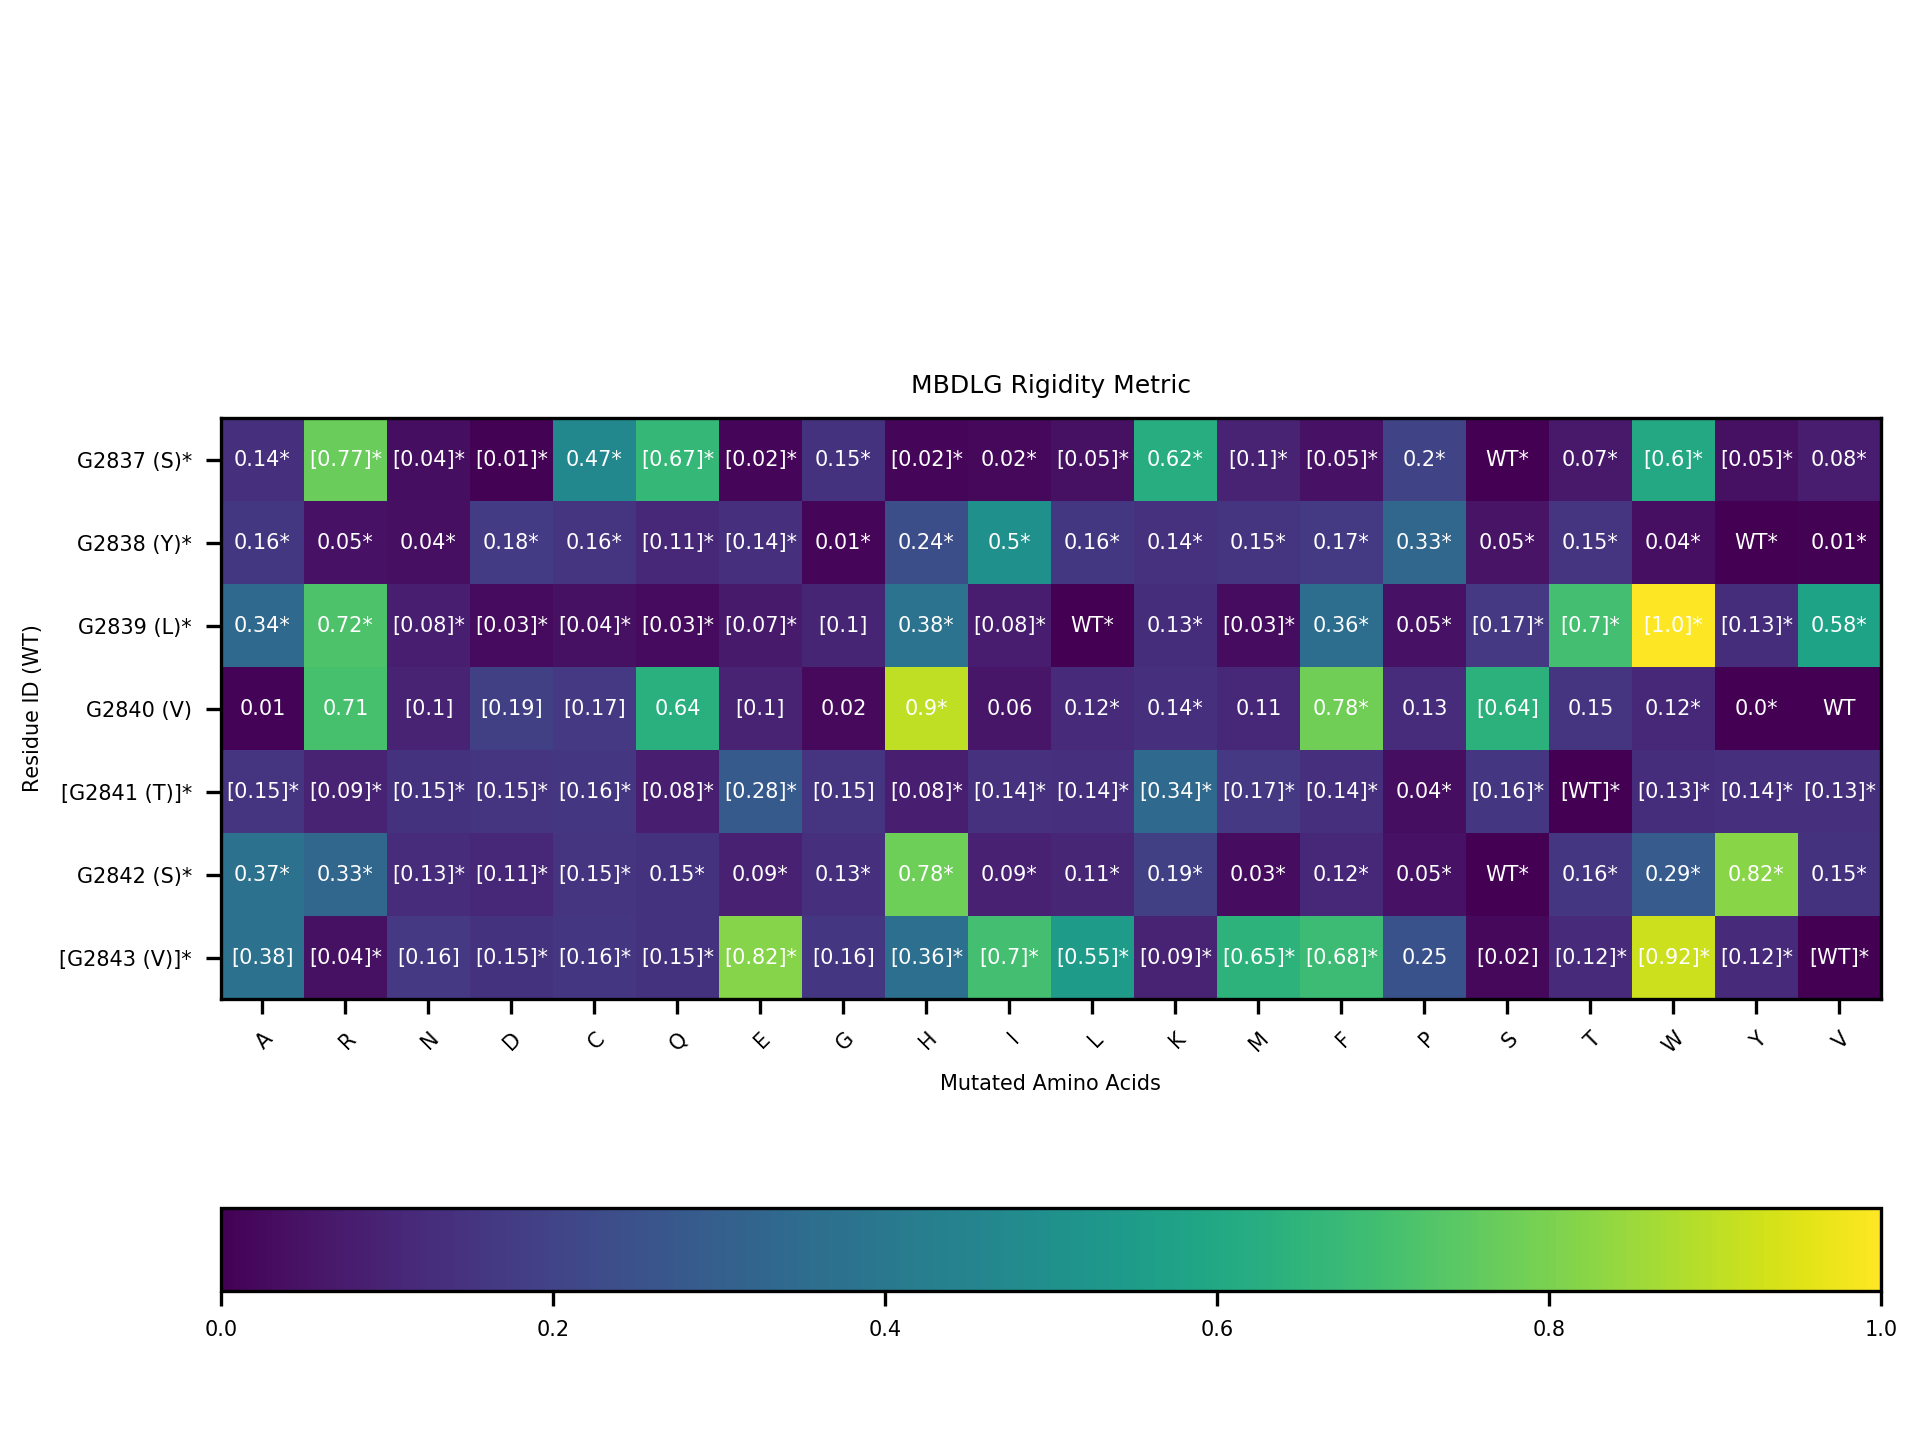 MBDLG Rigidity Metric
Residue ID (WT)
G2837 (S)* 0.14* [0.77]* [0.04]* [0.01]* 0.47* [0.67]* [0.02]* 0.15* [0.02]* 0.02* [0.05]* 0.62* [0.1]* [0.05]* 0.2* WT* 0.07* [0.6]* [0.05]* 0.08*
G2838 (Y)* 0.16* 0.05* 0.04* 0.18* 0.16* [0.11]* [0.14]* 0.01* 0.24* 0.5* 0.16* 0.14* 0.15* 0.17* 0.33* 0.05* 0.15* 0.04* WT* 0.01*
G2839 (L)* 0.34* 0.72* [0.08]* [0.03]* [0.04]* [0.03]* [0.07]* [0.1] 0.38* [0.08]* WT* 0.13* [0.03]* 0.36* 0.05* [0.17]* [0.7]* [1.0]* [0.13]* 0.58*
G2840 (V) 0.01 0.71 [0.1] [0.19] [0.17] 0.64 [0.1] 0.02 0.9* 0.06 0.12* 0.14* 0.11 0.78* 0.13 [0.64] 0.15 0.12* 0.0* WT
[G2841 (T)]* [0.15]* [0.09]* [0.15]* [0.15]* [0.16]* [0.08]* [0.28]* [0.15] [0.08]* [0.14]* [0.14]* [0.34]* [0.17]* [0.14]* 0.04* [0.16]* [WT]* [0.13]* [0.14]* [0.13]*
G2842 (S)* 0.37* 0.33* [0.13]* [0.11]* [0.15]* 0.15* 0.09* 0.13* 0.78* 0.09* 0.11* 0.19* 0.03* 0.12* 0.05* WT* 0.16* 0.29* 0.82* 0.15*
[G2843 (V)]* [0.38] [0.04]* [0.16] [0.15]* [0.16]* [0.15]* [0.82]* [0.16] [0.36]* [0.7]* [0.55]* [0.09]* [0.65]* [0.68]* 0.25 [0.02] [0.12]* [0.92]* [0.12]* [WT]*
A R N D C Q E G H I L K M F P S T W Y V
Mutated Amino Acids
0.0 0.2 0.4 0.6 0.8 1.0